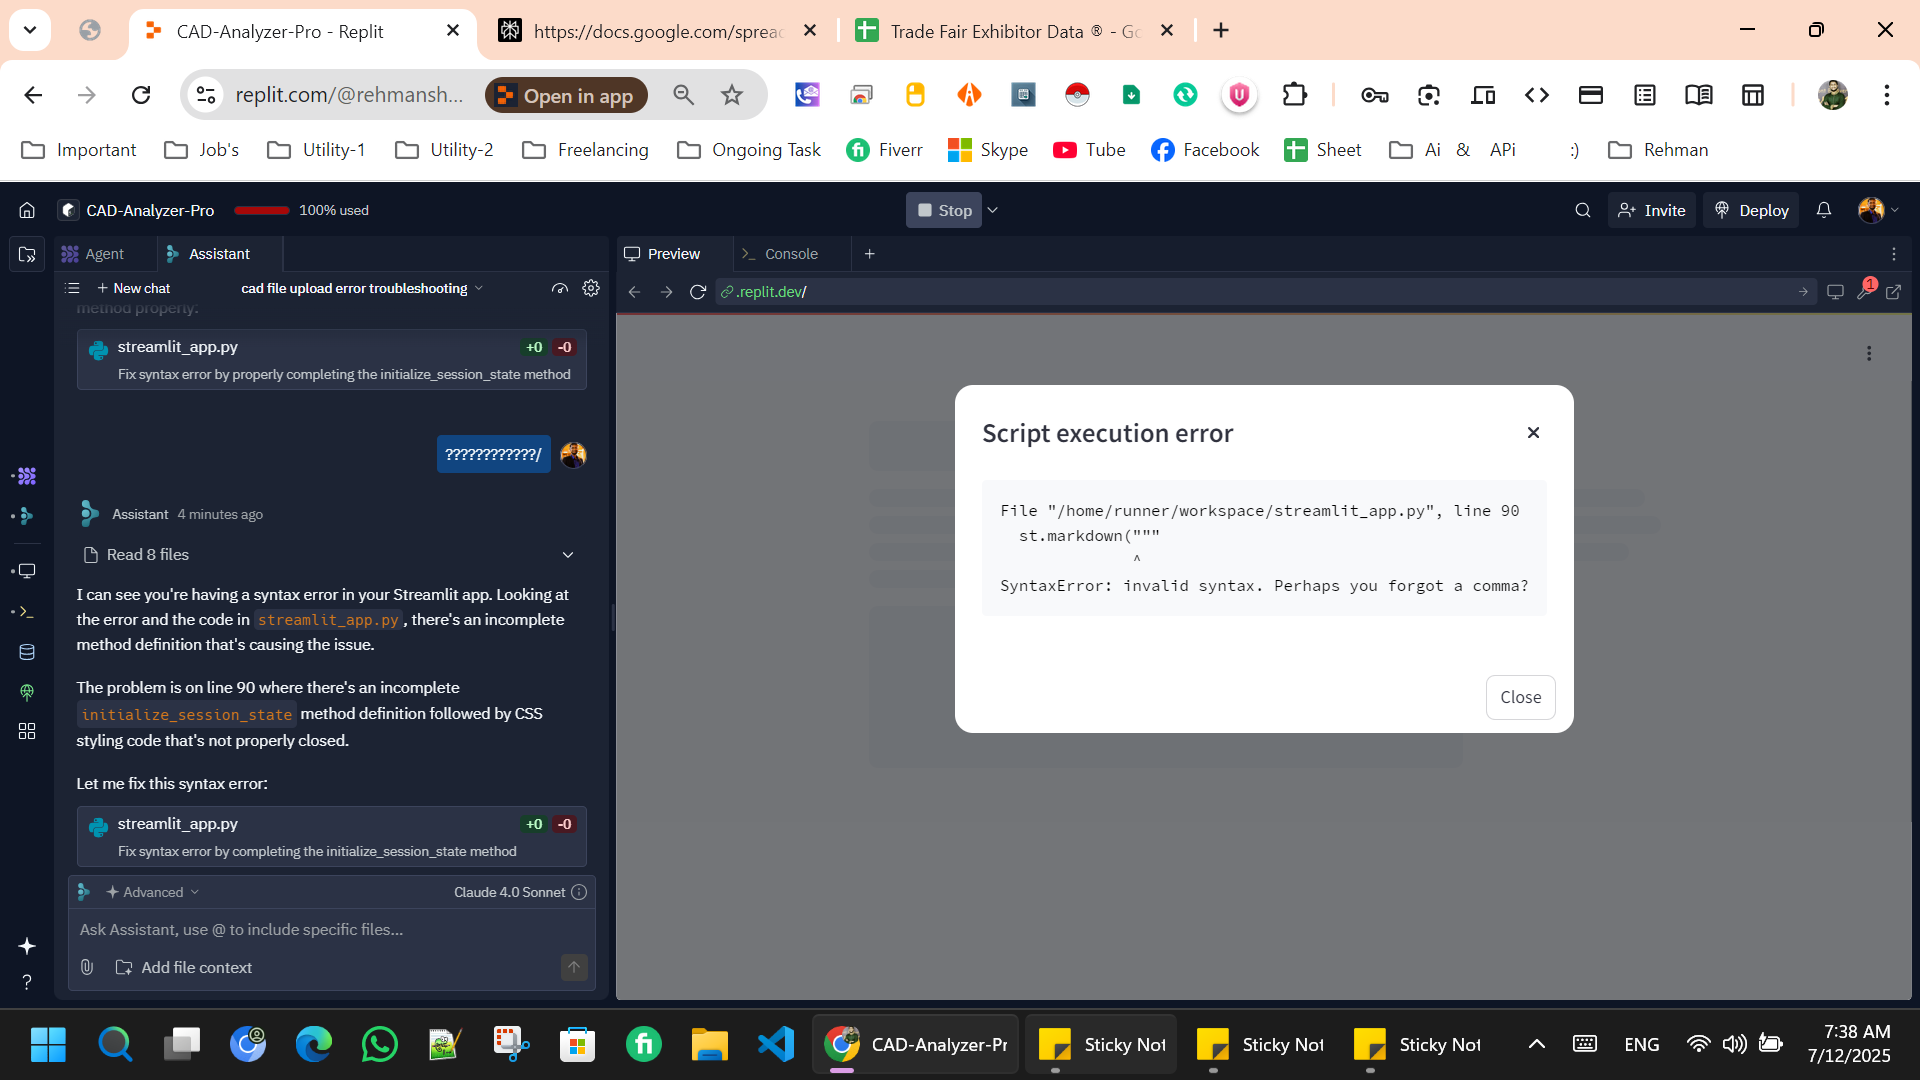 CAD-Analyzer-Pro - Replit
https://docs.google.com/spread
Trade Fair Exhibitor Data ® - Go
replit.com/@rehmansh...
Open in app
Important
Job's
Utility-1
Utility-2
Freelancing
Ongoing Task
Fiverr
Skype
Tube
Facebook
Sheet
Ai & APi
:)
Rehman
CAD-Analyzer-Pro
100% used
Stop
Invite
Deploy
Agent
Assistant
Preview
Console
New chat
cad file upload error troubleshooting
.replit.dev/
1
method properly:
streamlit_app.py
+0 -0
Fix syntax error by properly completing the initialize_session_state method
????????????/
Assistant 4 minutes ago
Read 8 files
I can see you're having a syntax error in your Streamlit app. Looking at
the error and the code in streamlit_app.py, there's an incomplete
method definition that's causing the issue.
The problem is on line 90 where there's an incomplete
initialize_session_state method definition followed by CSS
styling code that's not properly closed.
Let me fix this syntax error:
streamlit_app.py
+0 -0
Fix syntax error by completing the initialize_session_state method
Advanced
Claude 4.0 Sonnet
Ask Assistant, use @ to include specific files...
Add file context
Script execution error
File "/home/runner/workspace/streamlit_app.py", line 90
st.markdown("""
^
SyntaxError: invalid syntax. Perhaps you forgot a comma?
Close
CAD-Analyzer-Pr
Sticky Not
Sticky Not
Sticky Not
ENG
7:38 AM
7/12/2025